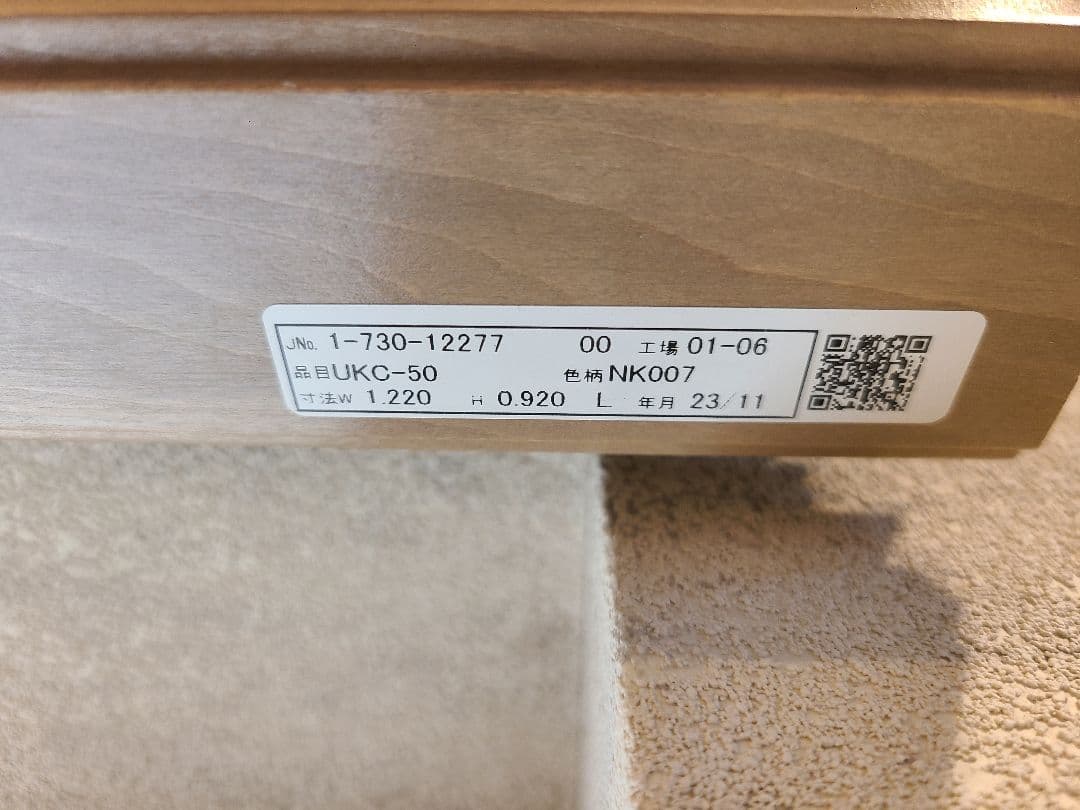 JNo. 1-730-12277 00 工場 01-06
品目 UKC-50 色柄 NK007
寸法W 1.220 H 0.920 L 年月 23/11